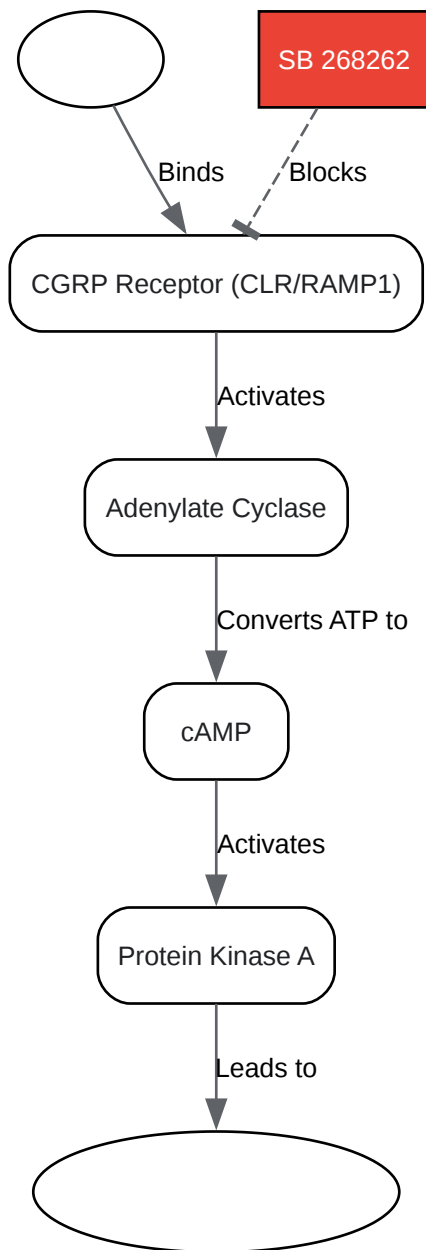 SB 268262
Binds
Blocks
CGRP Receptor (CLR/RAMP1)
Activates
Adenylate Cyclase
Converts ATP to
cAMP
Activates
Protein Kinase A
Leads to